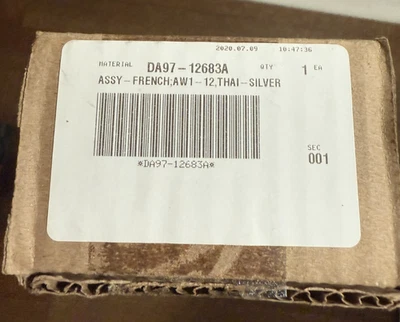 2020.07.09 10:47:36
MATERIAL DA97-12683A QTY 1 EA
ASSY-FRENCH;AW1-12,THAI-SILVER
*DA97-12683A*
SEC
001